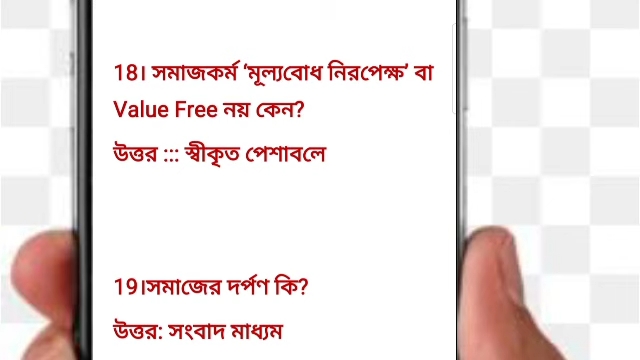 18। সমাজকর্ম ‘মূল্যবোধ নিরপেক্ষ’ বা
Value Free নয় কেন?
উত্তর ::: স্বীকৃত পেশাবলে
19।সমাজের দর্পণ কি?
উত্তর: সংবাদ মাধ্যম